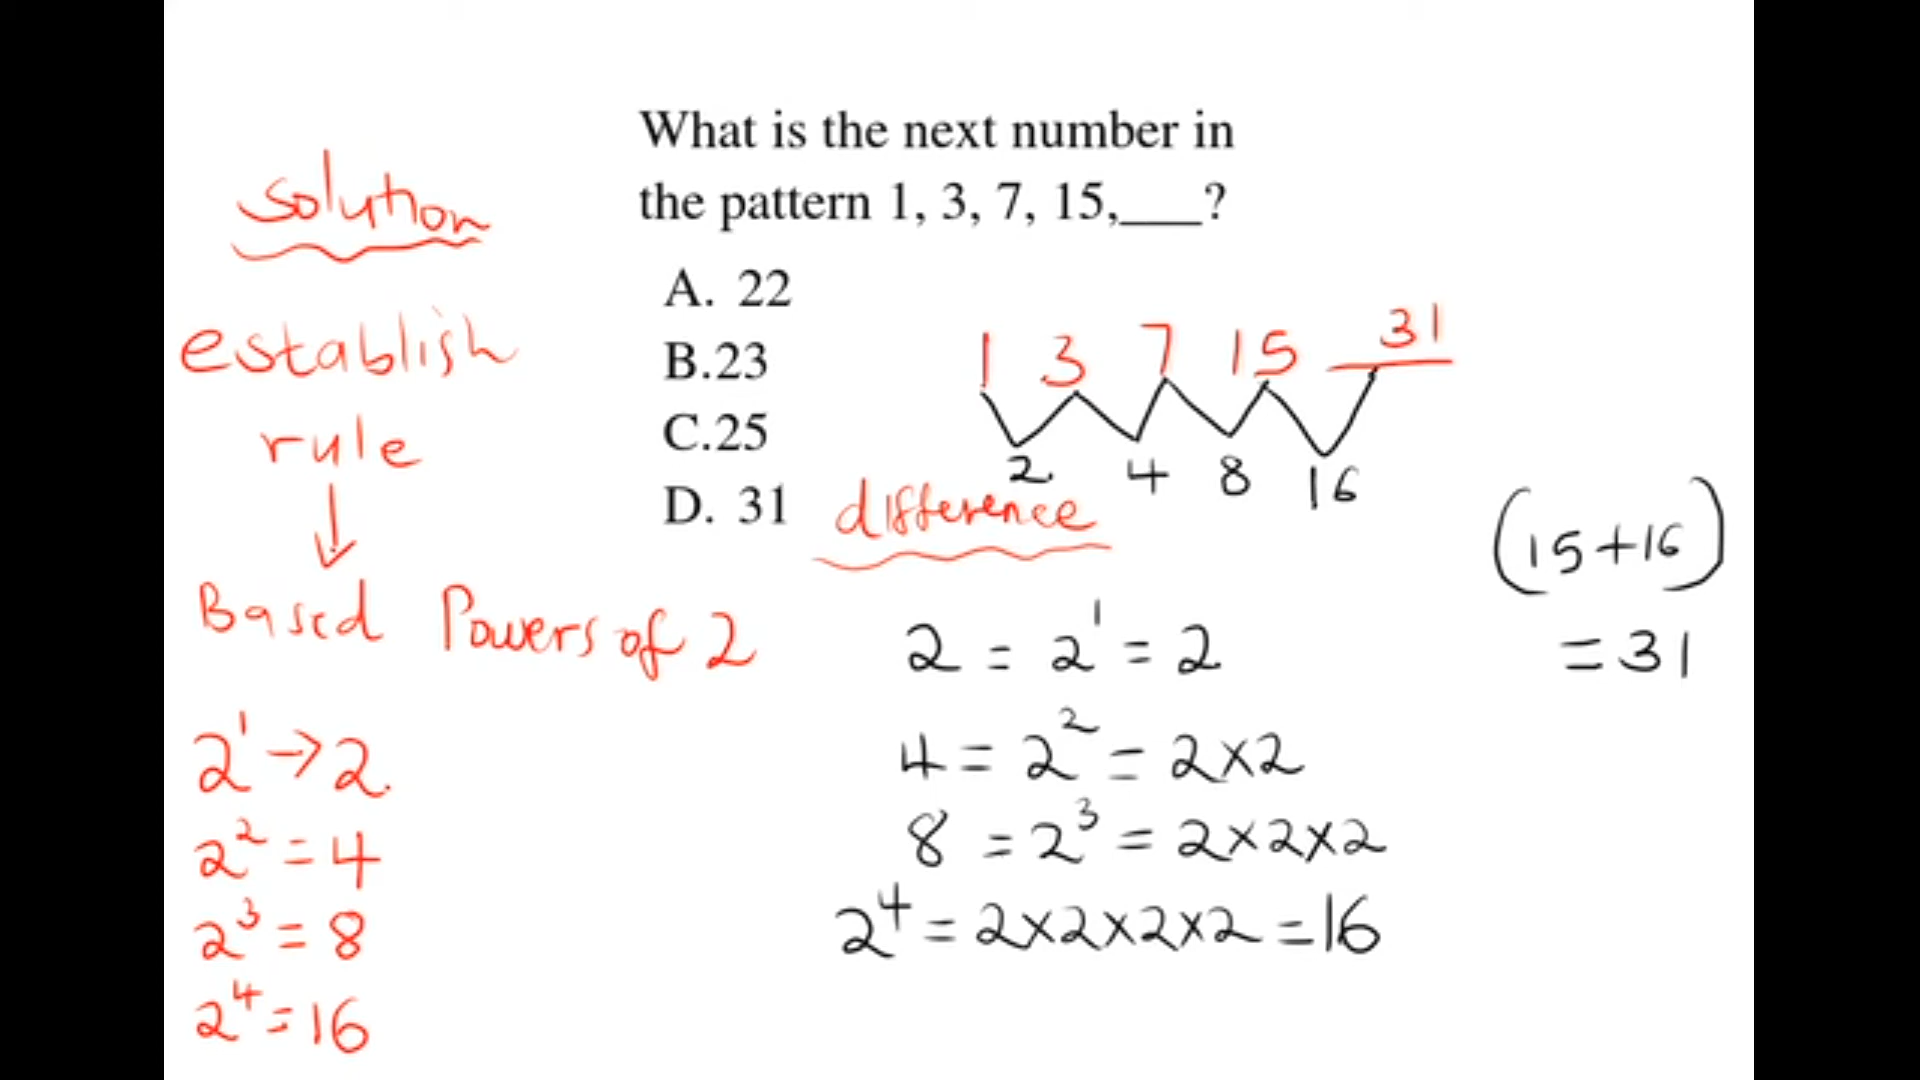 What is the next number in
the pattern 1, 3, 7, 15,___?
A. 22
B.23
C.25
D. 31
solution
establish
rule
↓
Based Powers of 2
2¹ → 2.
2² = 4
2³ = 8
2⁴ = 16
1 3 7 15 31
2 4 8 16
difference
2 = 2¹ = 2
4 = 2² = 2×2
8 = 2³ = 2×2×2
2⁴ = 2×2×2×2 = 16
(15+16)
= 31